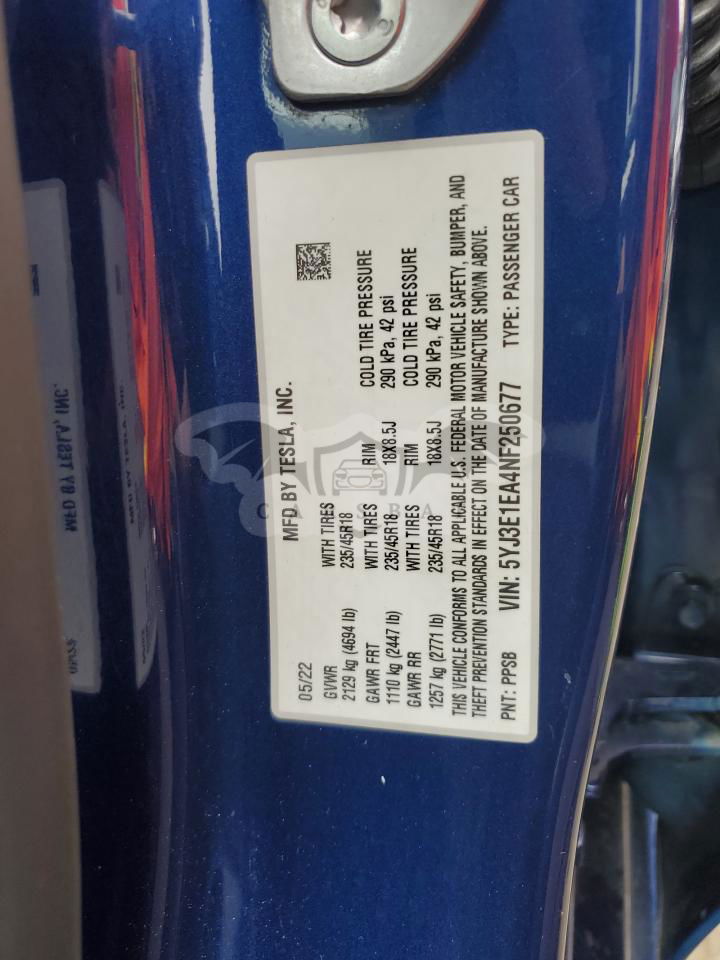 MFD BY TESLA, INC.
05/22
GVWR WITH TIRES RIM COLD TIRE PRESSURE
2129 kg (4694 lb) 235/45R18 18X8.5J 290 kPa, 42 psi
GAWR FRT WITH TIRES RIM COLD TIRE PRESSURE
1110 kg (2447 lb) 235/45R18 18X8.5J 290 kPa, 42 psi
GAWR RR
1257 kg (2771 lb) 235/45R18
THIS VEHICLE CONFORMS TO ALL APPLICABLE U.S. FEDERAL MOTOR VEHICLE SAFETY, BUMPER, AND
THEFT PREVENTION STANDARDS IN EFFECT ON THE DATE OF MANUFACTURE SHOWN ABOVE.
PNT: PPSB VIN: 5YJ3E1EA4NF250677 TYPE: PASSENGER CAR
MFD BY TESLA, INC.